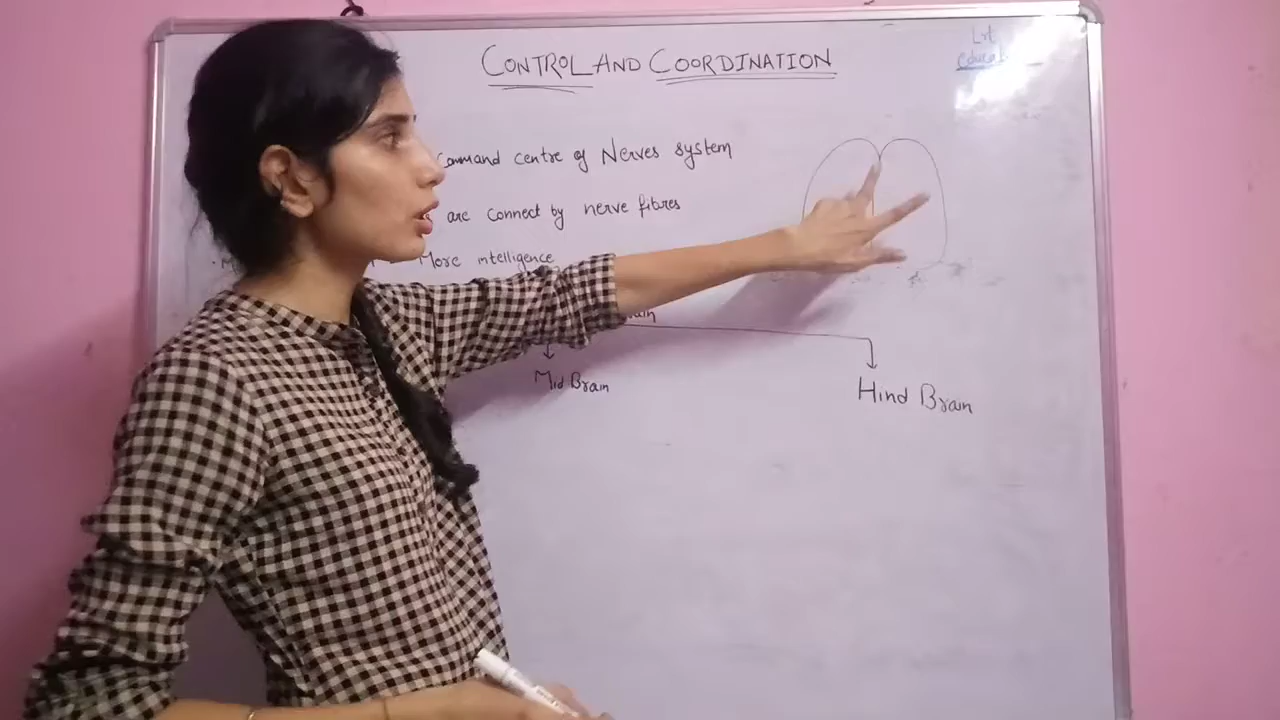 CONTROL AND COORDINATION
Lrt
Command centre of Nerves system
are connect by nerve fibres
More intelligence
Mid Brain
Hind Brain